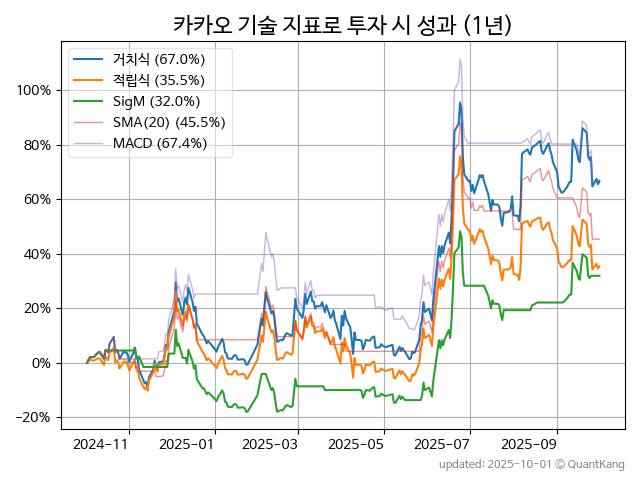 카카오 기술 지표로 투자 시 성과 (1년)
거치식 (67.0%)
적립식 (35.5%)
SigM (32.0%)
SMA(20) (45.5%)
MACD (67.4%)
100%
80%
60%
40%
20%
0%
−20%
2024-11 2025-01 2025-03 2025-05 2025-07 2025-09
updated: 2025-10-01 © QuantKang